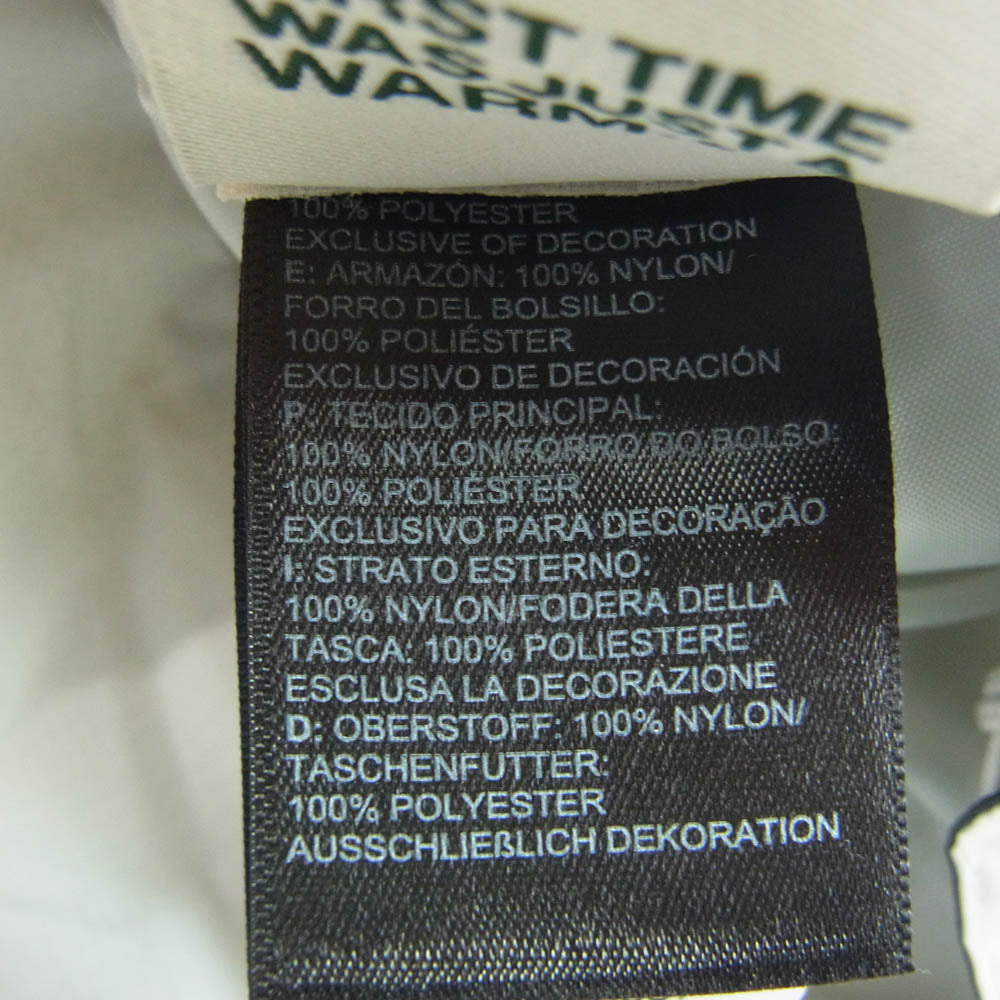 TIME
WAS JUST A
WARM
100% POLYESTER
EXCLUSIVE OF DECORATION
E: ARMAZÓN: 100% NYLON/
FORRO DEL BOLSILLO:
100% POLIÉSTER
EXCLUSIVO DE DECORACIÓN
P: TECIDO PRINCIPAL:
100% NYLON/FORRO DO BOLSO:
100% POLIÉSTER
EXCLUSIVO PARA DECORAÇÃO
I: STRATO ESTERNO:
100% NYLON/FODERA DELLA
TASCA: 100% POLIESTERE
ESCLUSA LA DECORAZIONE
D: OBERSTOFF: 100% NYLON/
TASCHENFUTTER:
100% POLYESTER
AUSSCHLIEßLICH DEKORATION